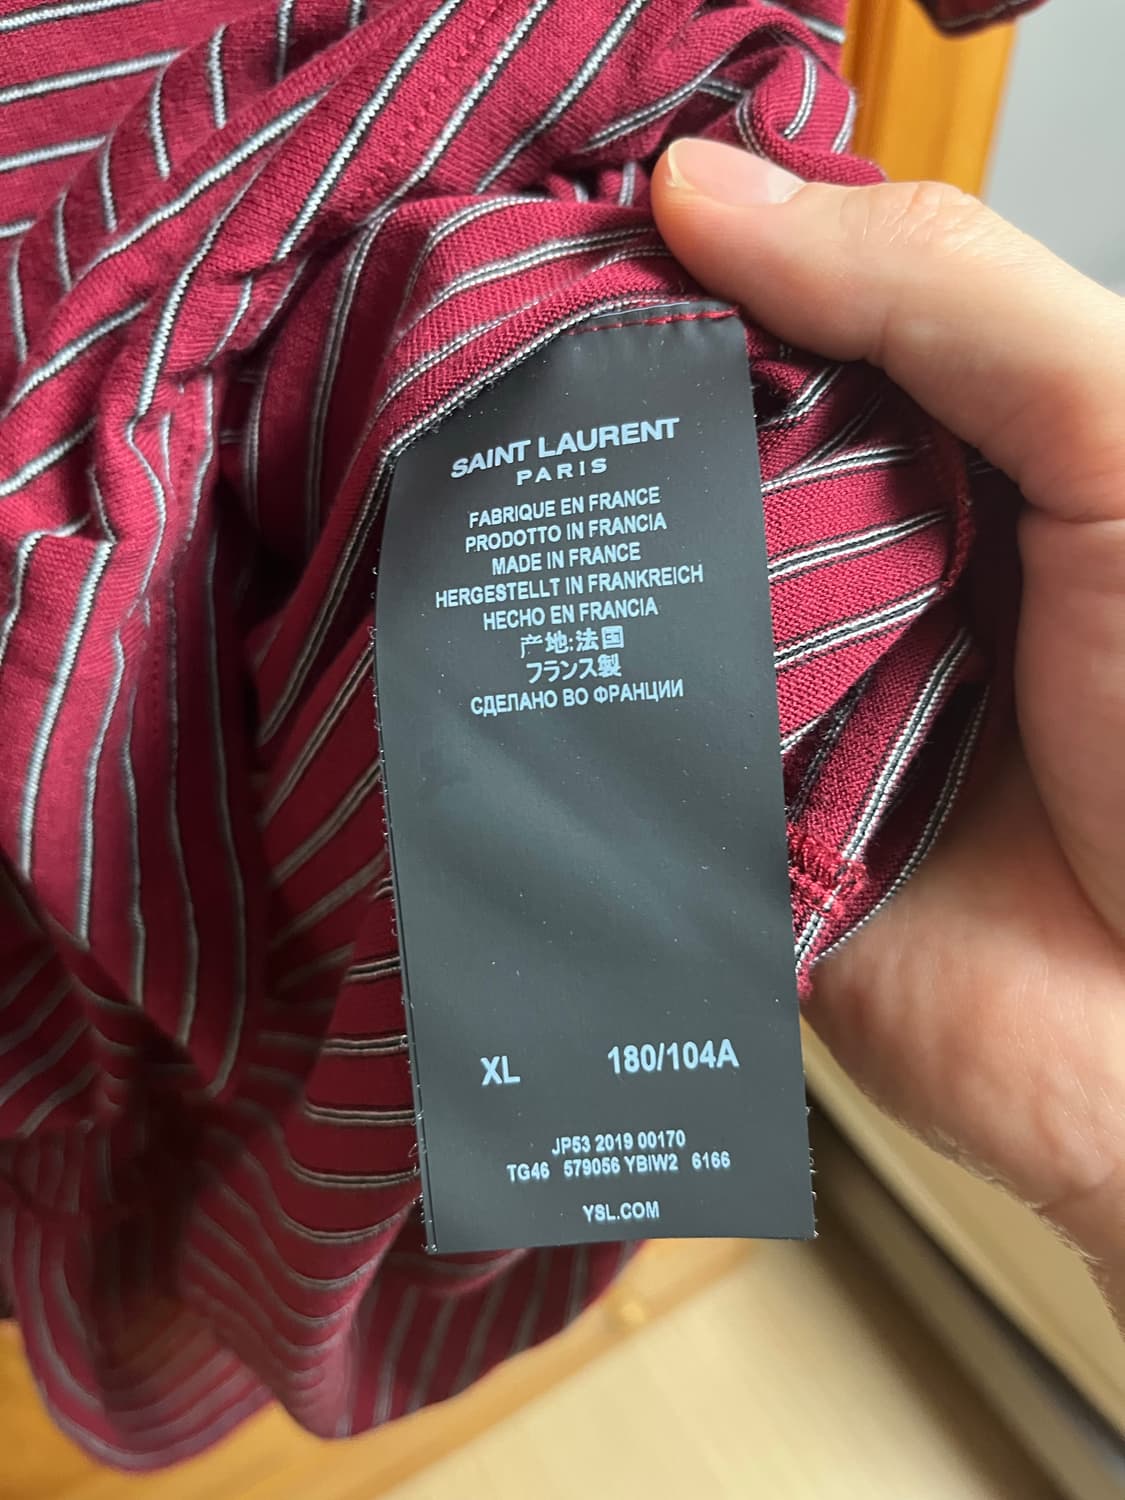 SAINT LAURENT
PARIS
FABRIQUE EN FRANCE
PRODOTTO IN FRANCIA
MADE IN FRANCE
HERGESTELLT IN FRANKREICH
HECHO EN FRANCIA
产地:法国
フランス製
СДЕЛАНО ВО ФРАНЦИИ
XL 180/104A
JP53 2019 00170
TG46 579056 YBIW2 6166
YSL.COM